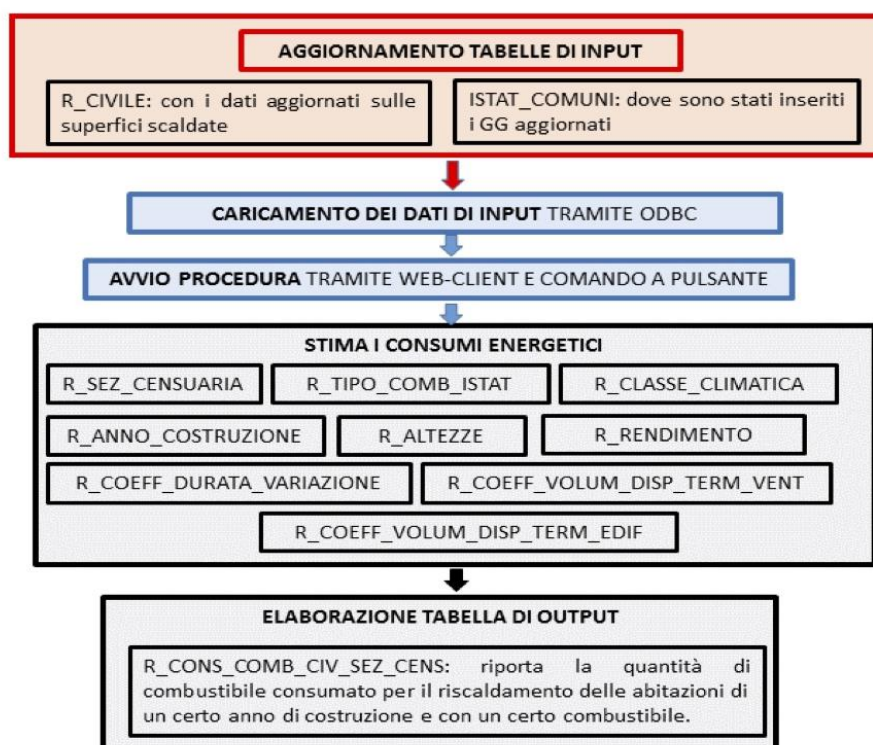 AGGIORNAMENTO TABELLE DI INPUT
R_CIVILE: con i dati aggiornati sulle
superfici scaldate
ISTAT_COMUNI: dove sono stati inseriti
i GG aggiornati
CARICAMENTO DEI DATI DI INPUT TRAMITE ODBC
AVVIO PROCEDURA TRAMITE WEB-CLIENT E COMANDO A PULSANTE
STIMA I CONSUMI ENERGETICI
R_SEZ_CENSUARIA
R_TIPO_COMB_ISTAT
R_CLASSE_CLIMATICA
R_ANNO_COSTRUZIONE
R_ALTEZZE
R_RENDIMENTO
R_COEFF_DURATA_VARIAZIONE
R_COEFF_VOLUM_DISP_TERM_VENT
R_COEFF_VOLUM_DISP_TERM_EDIF
ELABORAZIONE TABELLA DI OUTPUT
R_CONS_COMB_CIV_SEZ_CENS: riporta la quantità di
combustibile consumato per il riscaldamento delle abitazioni di
un certo anno di costruzione e con un certo combustibile.